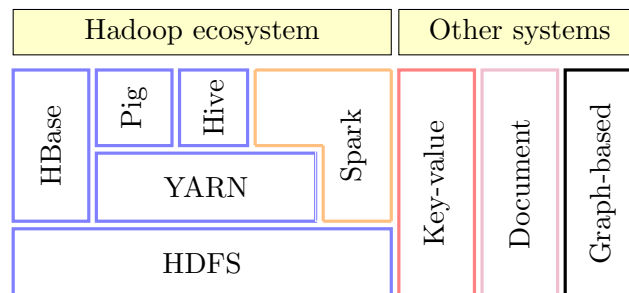 Hadoop ecosystem
Other systems
HBase
Pig
Hive
Spark
Key-value
Document
Graph-based
YARN
HDFS